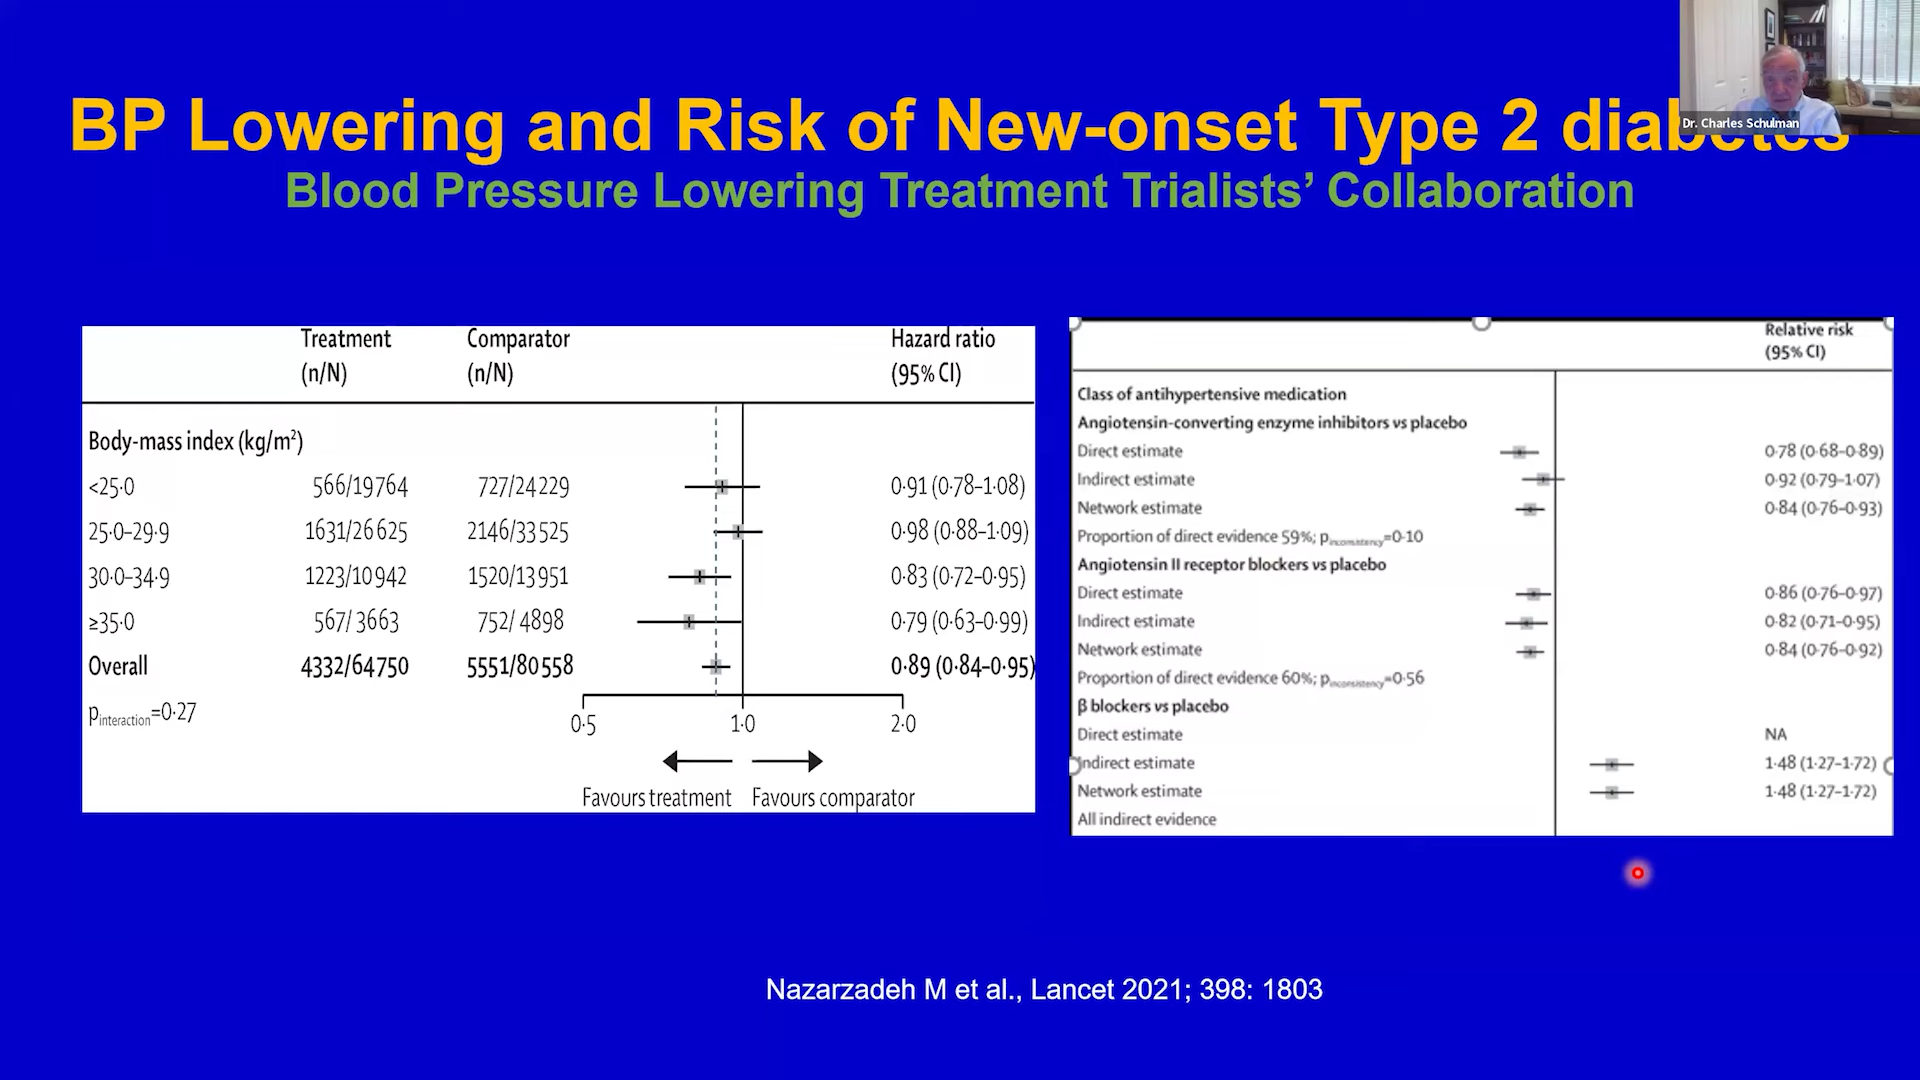 BP Lowering and Risk of New-onset Type 2 diabetes
Dr. Charles Schulman
Blood Pressure Lowering Treatment Trialists’ Collaboration
Treatment (n/N) Comparator (n/N) Hazard ratio (95% CI)
Body-mass index (kg/m²)
<25·0 566/19764 727/24229 0·91 (0·78–1·08)
25·0–29·9 1631/26625 2146/33525 0·98 (0·88–1·09)
30·0–34·9 1223/10942 1520/13951 0·83 (0·72–0·95)
≥35·0 567/3663 752/4898 0·79 (0·63–0·99)
Overall 4332/64750 5551/80558 0·89 (0·84–0·95)
pinteraction=0·27
0·5 1·0 2·0
Favours treatment Favours comparator
Relative risk
(95% CI)
Class of antihypertensive medication
Angiotensin-converting enzyme inhibitors vs placebo
Direct estimate 0·78 (0·68–0·89)
Indirect estimate 0·92 (0·79–1·07)
Network estimate 0·84 (0·76–0·93)
Proportion of direct evidence 59%; pinconsistency=0·10
Angiotensin II receptor blockers vs placebo
Direct estimate 0·86 (0·76–0·97)
Indirect estimate 0·82 (0·71–0·95)
Network estimate 0·84 (0·76–0·92)
Proportion of direct evidence 60%; pinconsistency=0·56
β blockers vs placebo
Direct estimate NA
Indirect estimate 1·48 (1·27–1·72)
Network estimate 1·48 (1·27–1·72)
All indirect evidence
Nazarzadeh M et al., Lancet 2021; 398: 1803